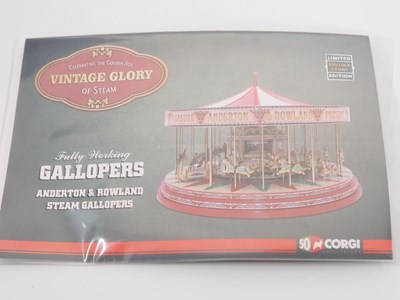 CELEBRATING THE GOLDEN AGE
VINTAGE GLORY
OF STEAM
LIMITED
EDITION
ANDERTON
ROWLAND
Fully Working
GALLOPERS
ANDERTON & ROWLAND
STEAM GALLOPERS
50
CORGI